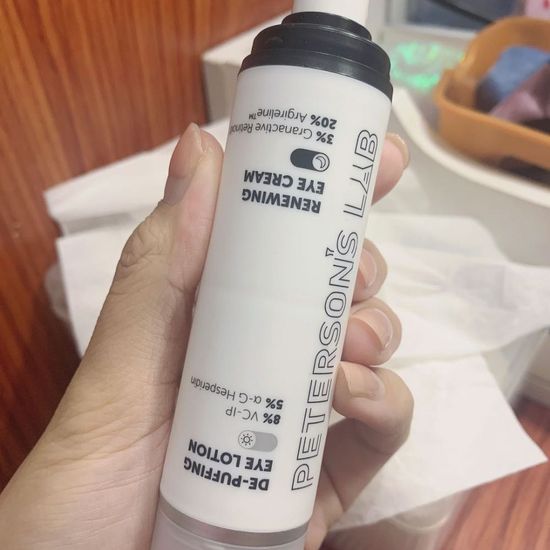 PETERSON'S LAB
DE-PUFFING
EYE LOTION
8% VC-IP
5% α-G Hesperidin
RENEWING
EYE CREAM
3% Granactive Retinoid
20% Argireline™